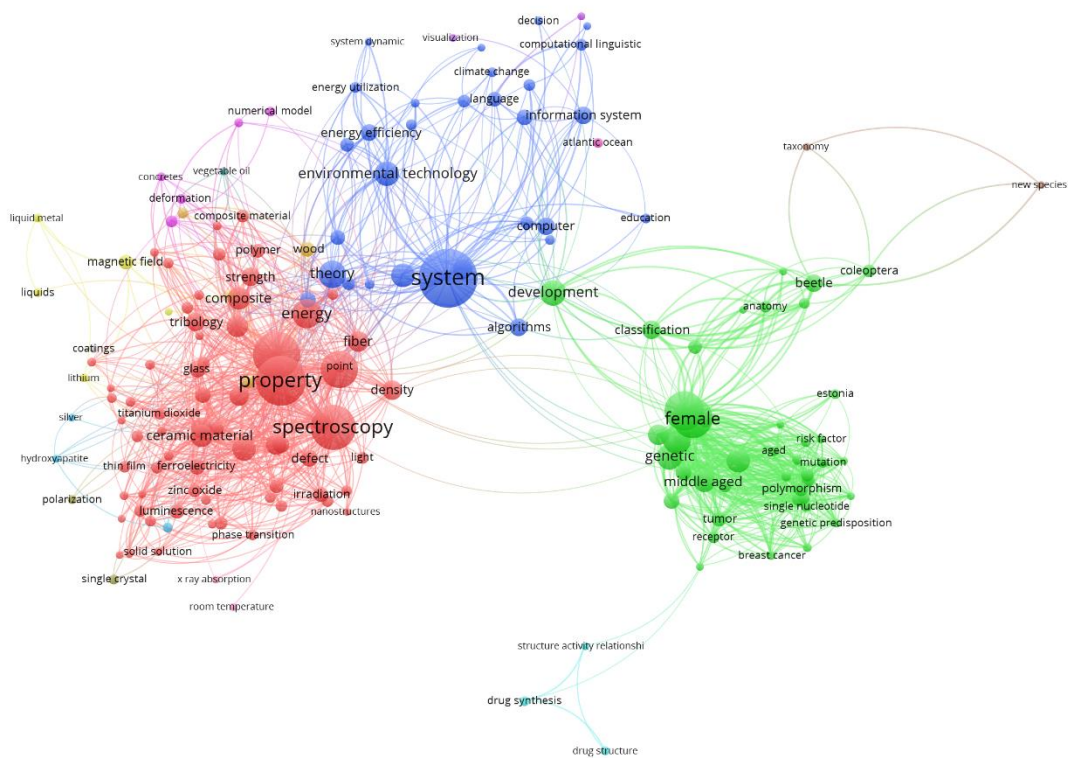 decision
system dynamic
visualization
computational linguistic
climate change
energy utilization
language
numerical model
information system
energy efficiency
atlantic ocean
taxonomy
vegetable oil
environmental technology
concretes
new species
deformation
liquid metal
composite material
education
computer
polymer
wood
magnetic field
theory
system
coleoptera
strength
beetle
liquids
composite
development
anatomy
energy
tribology
algorithms
classification
fiber
coatings
glass
point
lithium
property
density
estonia
silver
titanium dioxide
female
spectroscopy
ceramic material
risk factor
hydroxyapatite
genetic
aged
defect
light
thin film
ferroelectricity
mutation
middle aged
zinc oxide
polymorphism
polarization
irradiation
luminescence
nanostructures
single nucleotide
tumor
genetic predisposition
phase transition
receptor
solid solution
breast cancer
single crystal
x ray absorption
room temperature
structure activity relationshi
drug synthesis
drug structure